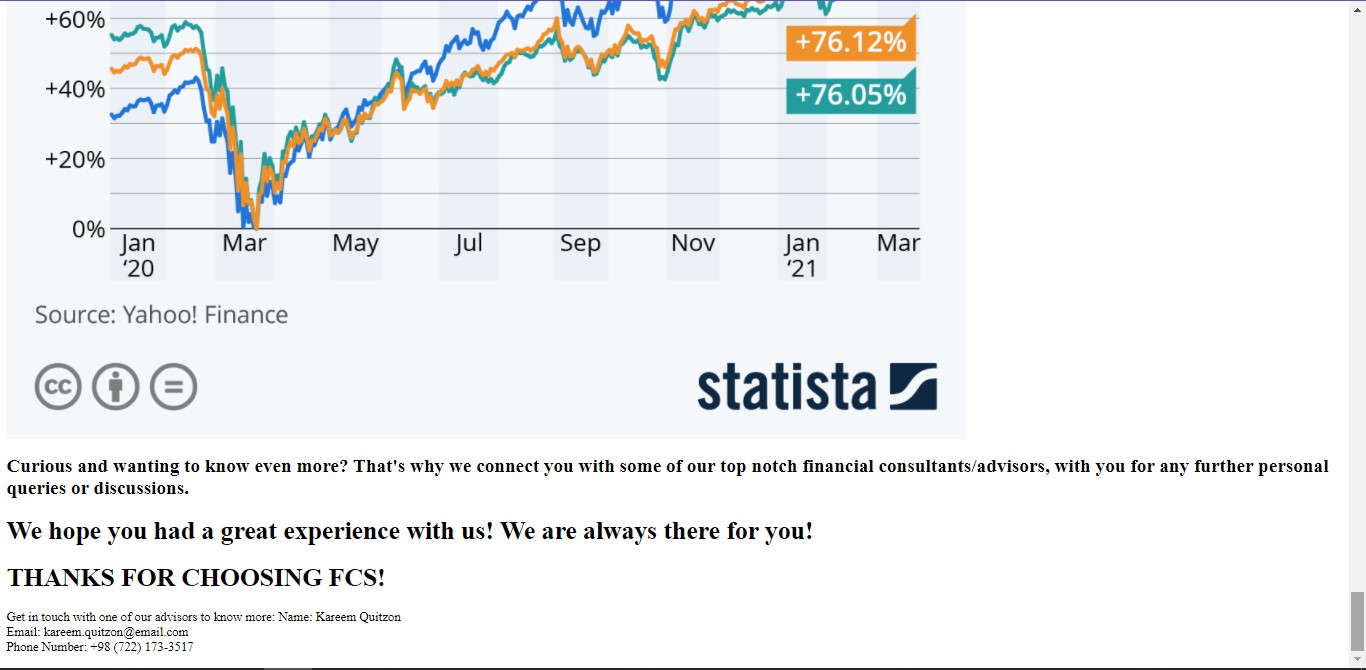 +60%
+76.12%
+40%
+76.05%
+20%
0%
Jan Mar May Jul Sep Nov Jan Mar
‘20 ‘21
Source: Yahoo! Finance
cc
statista
Curious and wanting to know even more? That's why we connect you with some of our top notch financial consultants/advisors, with you for any further personal
queries or discussions.
We hope you had a great experience with us! We are always there for you!
THANKS FOR CHOOSING FCS!
Get in touch with one of our advisors to know more: Name: Kareem Quitzon
Email: kareem.quitzon@email.com
Phone Number: +98 (722) 173-3517